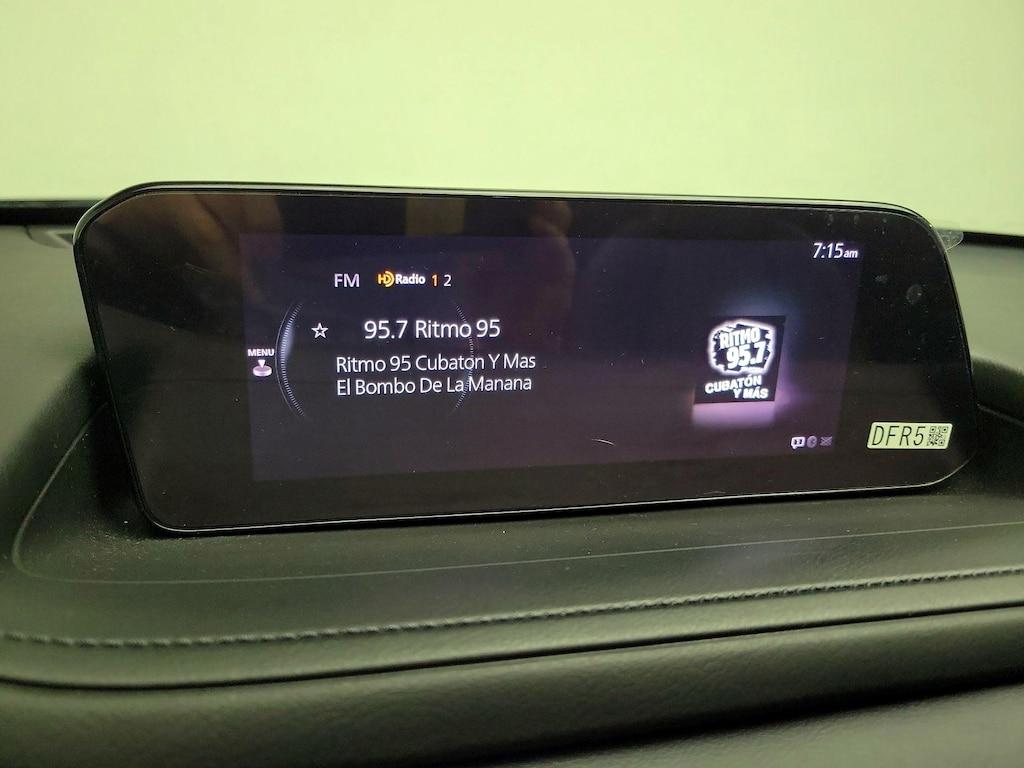 7:15am
FM HD Radio 1 2
95.7 Ritmo 95
MENU
Ritmo 95 Cubaton Y Mas
El Bombo De La Manana
RITMO
95.7
CUBATÓN
Y MÁS
DFR5